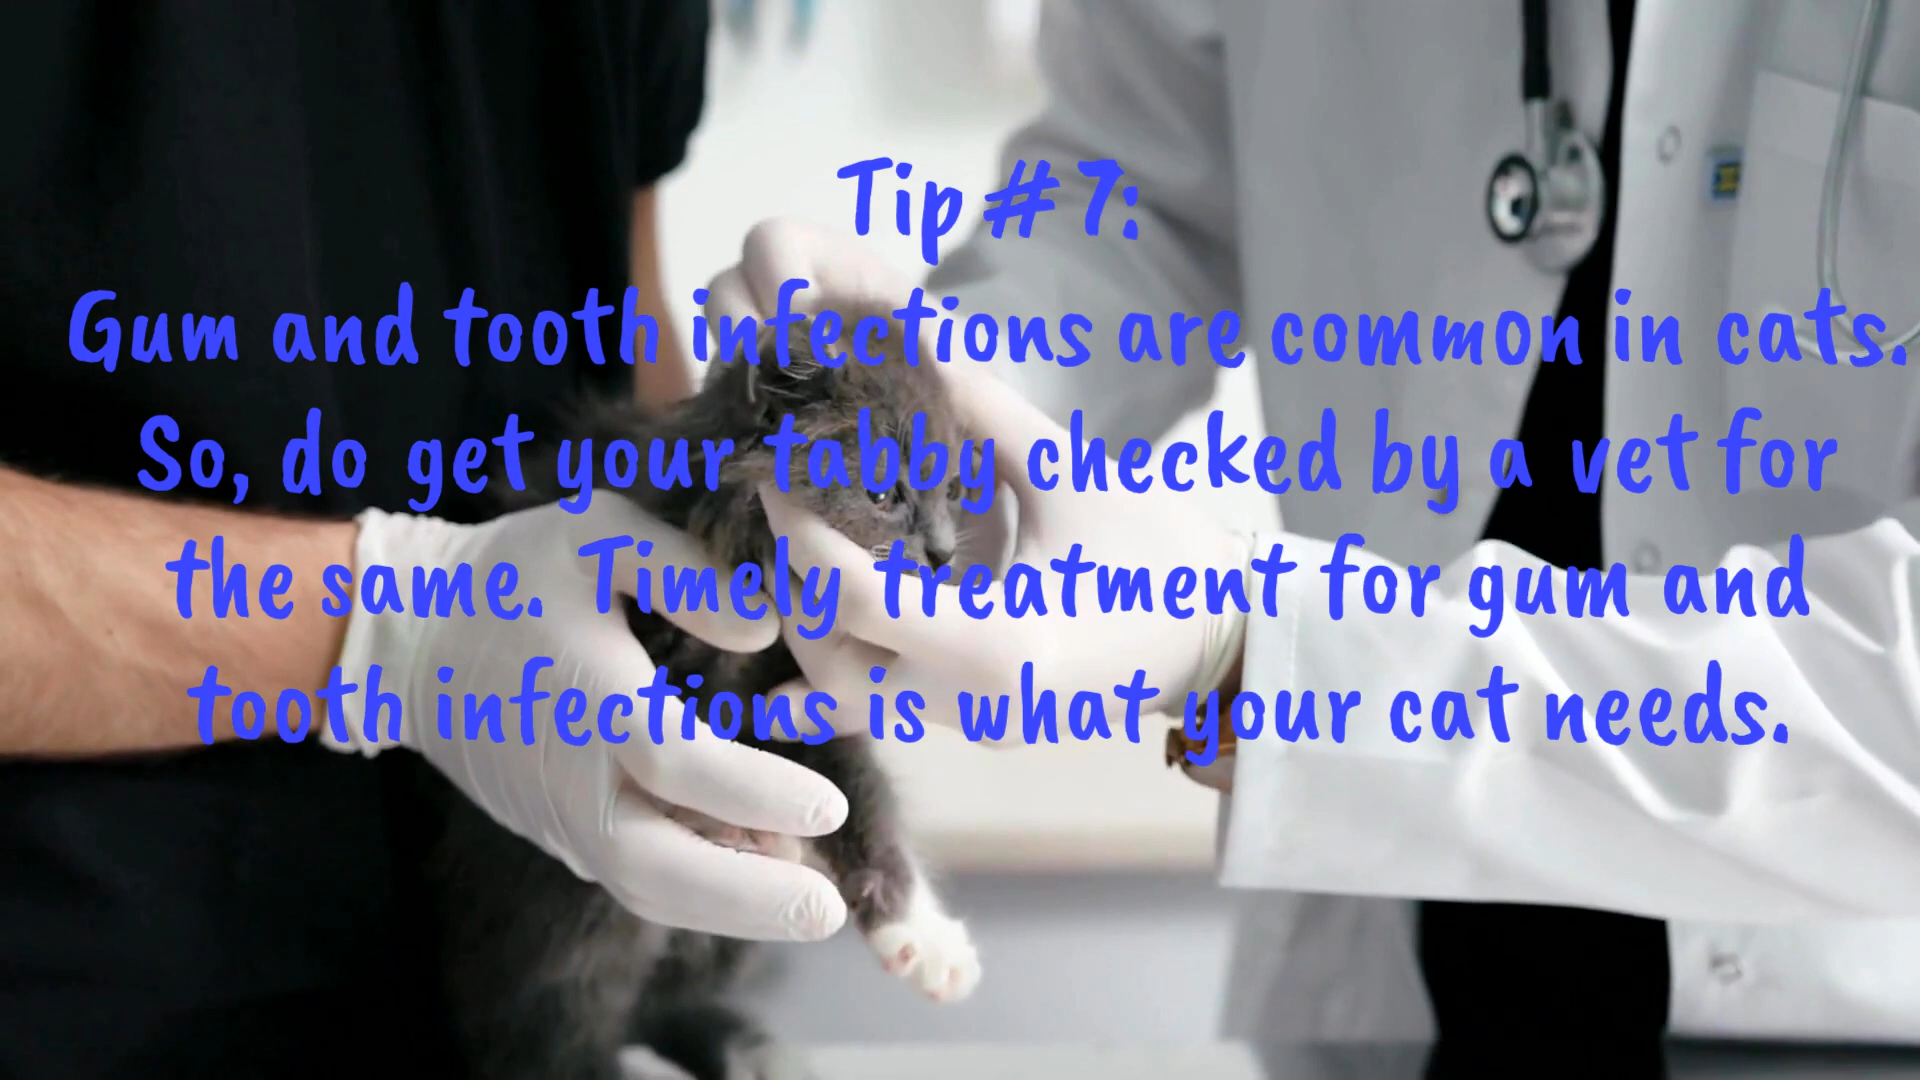 Tip #7:
Gum and tooth infections are common in cats.
So, do get your tabby checked by a vet for
the same. Timely treatment for gum and
tooth infections is what your cat needs.